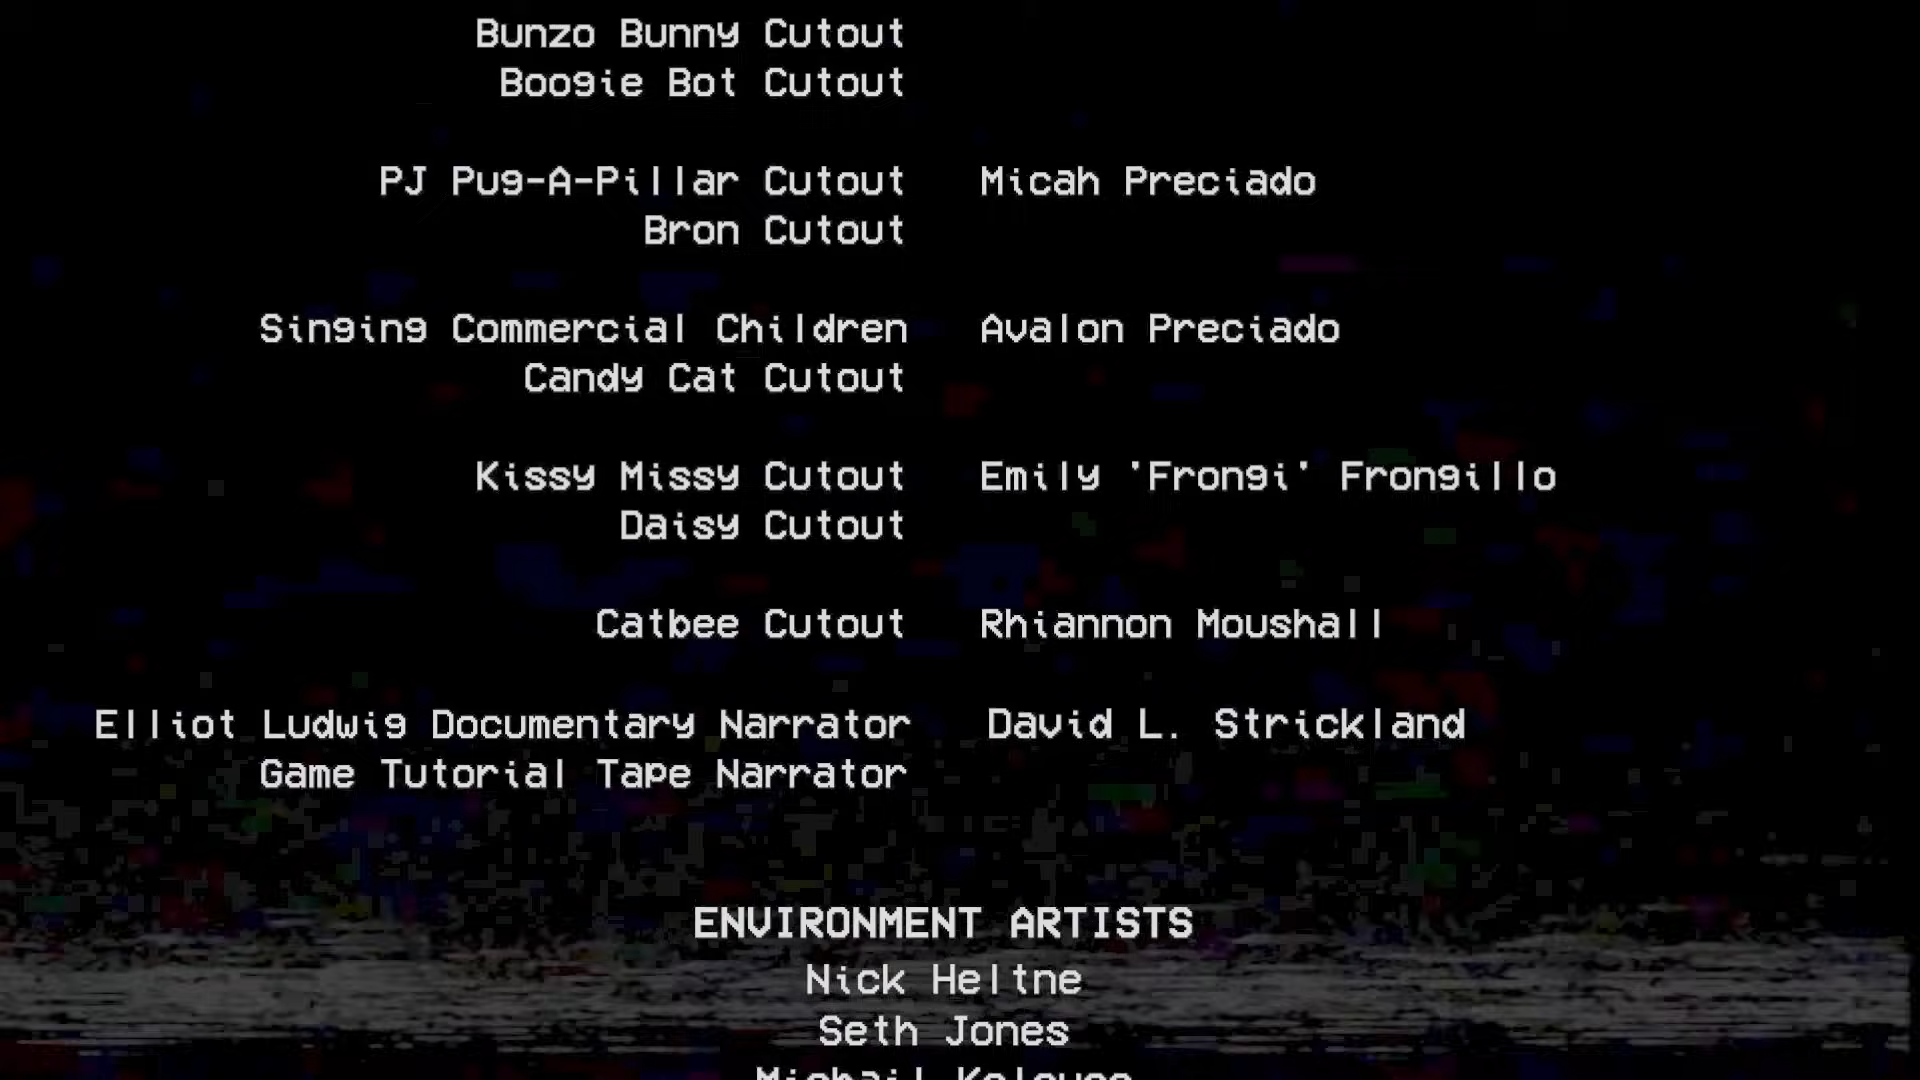 Bunzo Bunny Cutout
Boogie Bot Cutout
PJ Pug-A-Pillar Cutout Micah Preciado
Bron Cutout
Singing Commercial Children Avalon Preciado
Candy Cat Cutout
Kissy Missy Cutout Emily 'Frongi' Frongillo
Daisy Cutout
Catbee Cutout Rhiannon Moushall
Elliot Ludwig Documentary Narrator David L. Strickland
Game Tutorial Tape Narrator
ENVIRONMENT ARTISTS
Nick Heltne
Seth Jones